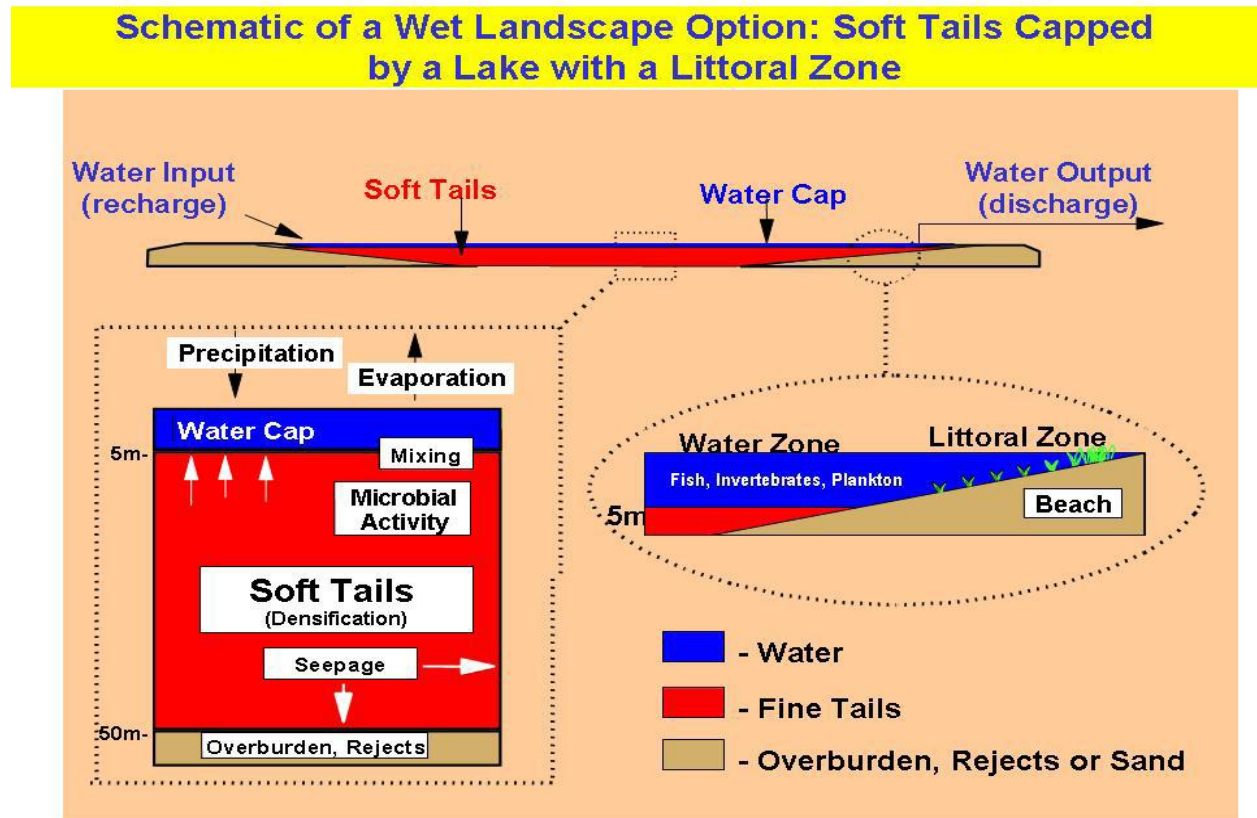 Schematic of a Wet Landscape Option: Soft Tails Capped
by a Lake with a Littoral Zone
Water Input
(recharge)
Soft Tails
Water Cap
Water Output
(discharge)
Precipitation
Evaporation
Water Cap
5m-
Mixing
Microbial
Activity
Soft Tails
(Densification)
Seepage
50m-
Overburden, Rejects
Water Zone
Littoral Zone
Fish, Invertebrates, Plankton
5m
Beach
- Water
- Fine Tails
- Overburden, Rejects or Sand